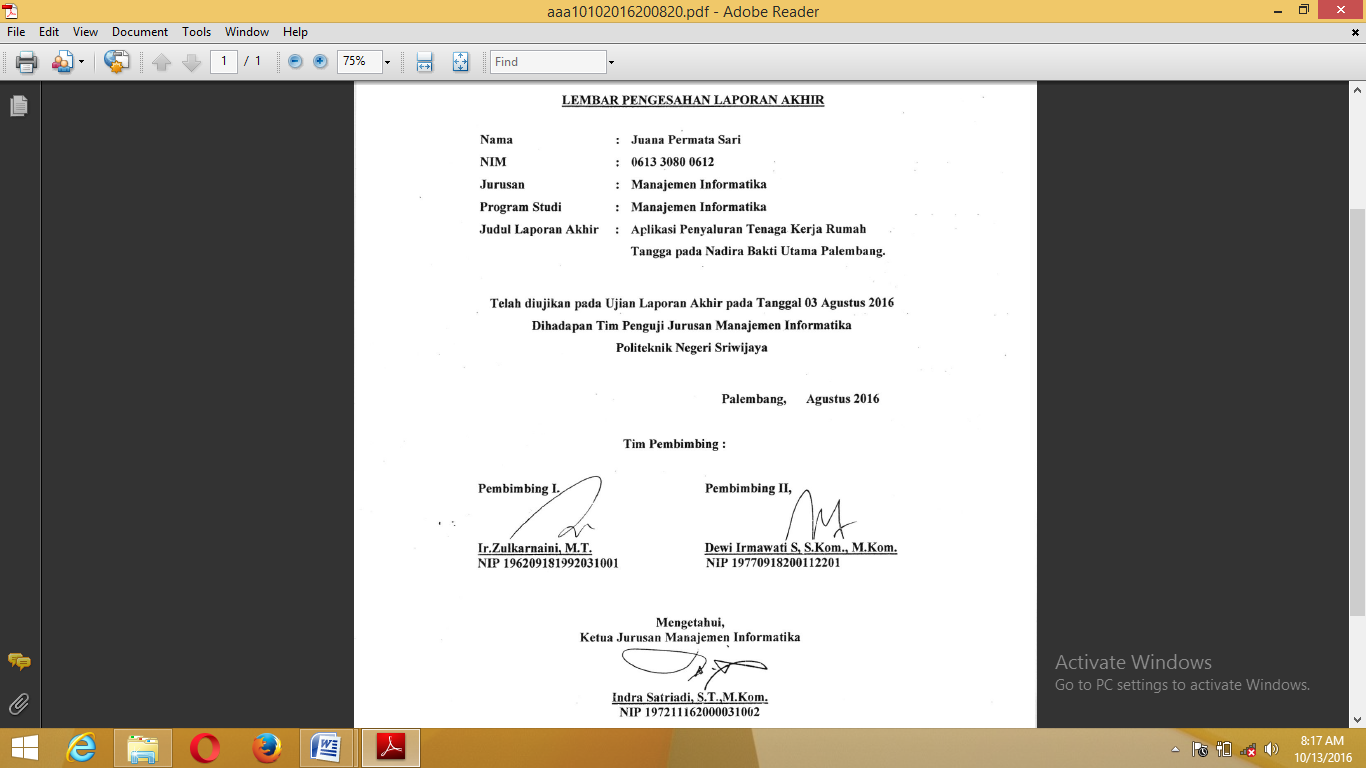 aaa10102016200820.pdf - Adobe Reader
File Edit View Document Tools Window Help
1 / 1 75% Find
LEMBAR PENGESAHAN LAPORAN AKHIR
Nama : Juana Permata Sari
NIM : 0613 3080 0612
Jurusan : Manajemen Informatika
Program Studi : Manajemen Informatika
Judul Laporan Akhir : Aplikasi Penyaluran Tenaga Kerja Rumah
Tangga pada Nadira Bakti Utama Palembang.
Telah diujikan pada Ujian Laporan Akhir pada Tanggal 03 Agustus 2016
Dihadapan Tim Penguji Jurusan Manajemen Informatika
Politeknik Negeri Sriwijaya
Palembang, Agustus 2016
Tim Pembimbing :
Pembimbing I. Pembimbing II,
Ir.Zulkarnaini, M.T. Dewi Irmawati S, S.Kom., M.Kom.
NIP 196209181992031001 NIP 19770918200112201
Mengetahui,
Ketua Jurusan Manajemen Informatika
Indra Satriadi, S.T.,M.Kom.
NIP 197211162000031002
Activate Windows
Go to PC settings to activate Windows.
8:17 AM
10/13/2016